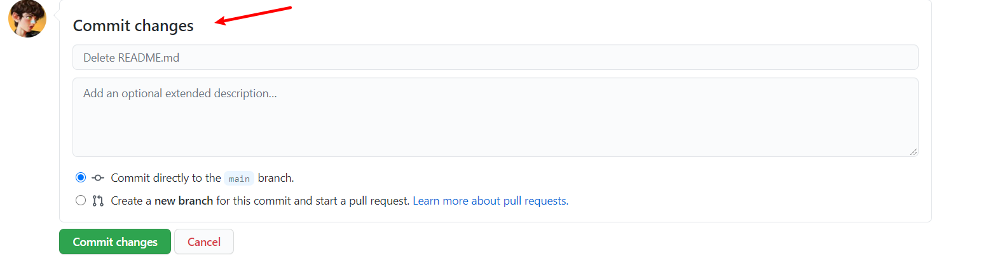 Commit changes
Delete README.md
Add an optional extended description...
Commit directly to the main branch.
Create a new branch for this commit and start a pull request. Learn more about pull requests.
Commit changes Cancel